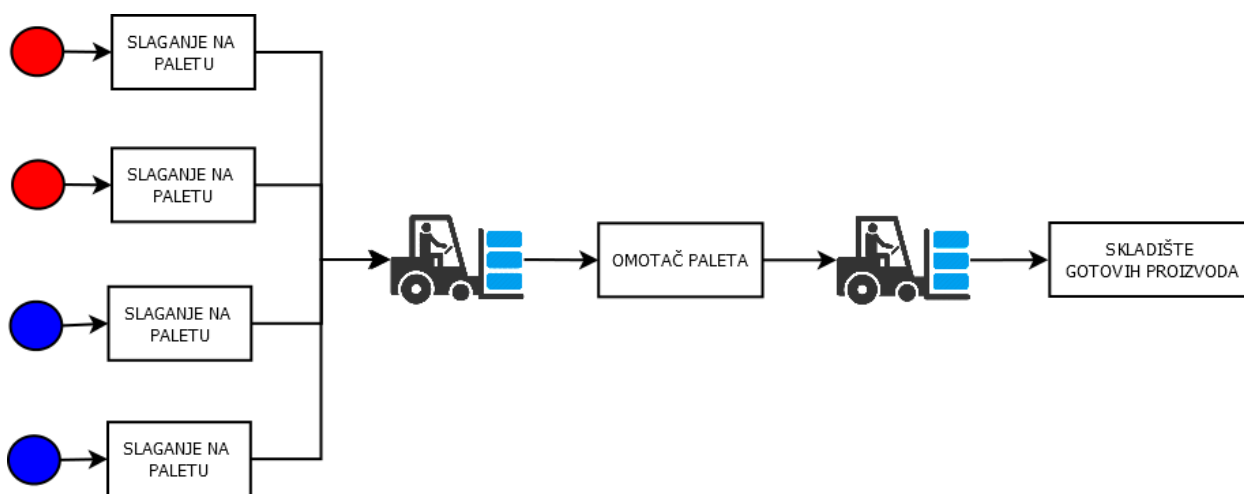 SLAGANJE NA
PALETU
SLAGANJE NA
PALETU
SLAGANJE NA
PALETU
SLAGANJE NA
PALETU
OMOTAČ PALETA
SKLADIŠTE
GOTOVIH PROIZVODA